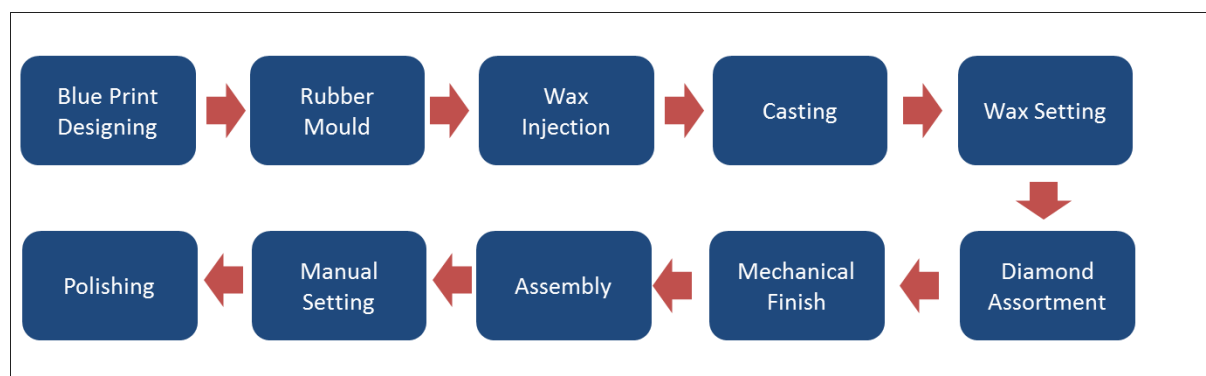 Blue Print
Designing
Rubber
Mould
Wax
Injection
Casting
Wax Setting
Diamond
Assortment
Mechanical
Finish
Assembly
Manual
Setting
Polishing